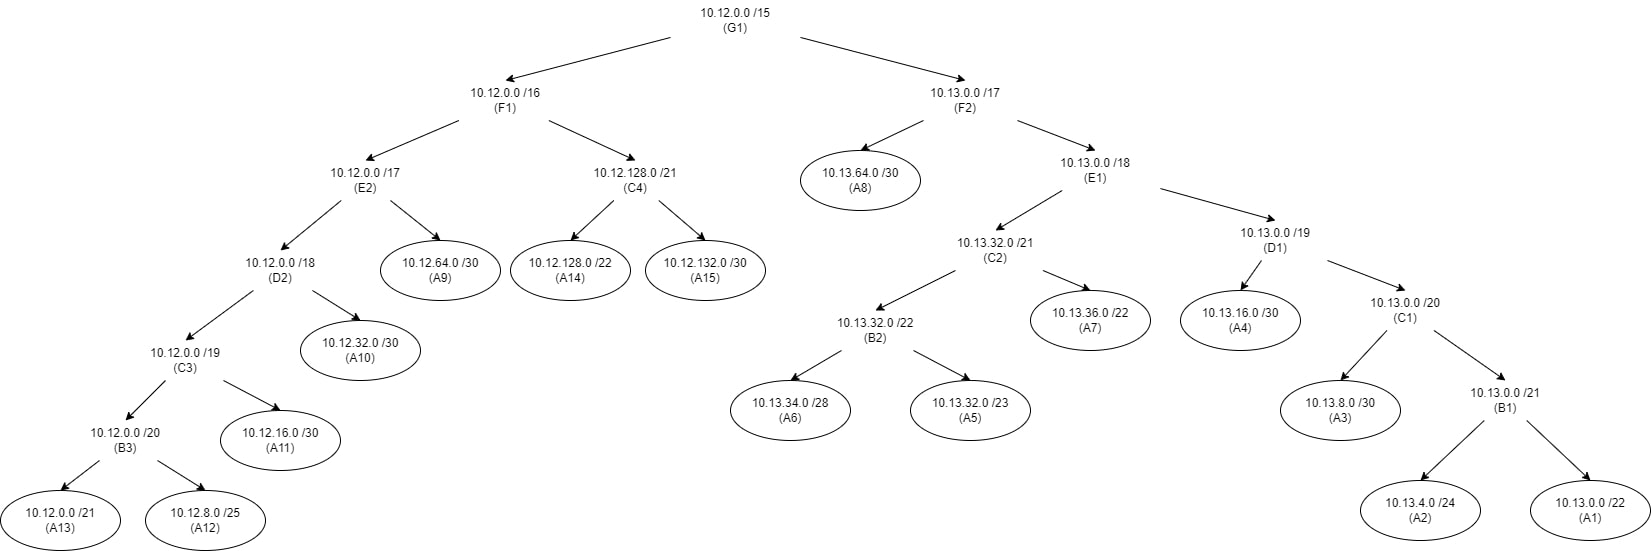 10.12.0.0 /15
(G1)
10.12.0.0 /16
(F1)
10.13.0.0 /17
(F2)
10.12.0.0 /17
(E2)
10.12.128.0 /21
(C4)
10.13.64.0 /30
(A8)
10.13.0.0 /18
(E1)
10.12.0.0 /18
(D2)
10.12.64.0 /30
(A9)
10.12.128.0 /22
(A14)
10.12.132.0 /30
(A15)
10.13.32.0 /21
(C2)
10.13.0.0 /19
(D1)
10.12.0.0 /19
(C3)
10.12.32.0 /30
(A10)
10.13.32.0 /22
(B2)
10.13.36.0 /22
(A7)
10.13.16.0 /30
(A4)
10.13.0.0 /20
(C1)
10.12.0.0 /20
(B3)
10.12.16.0 /30
(A11)
10.13.34.0 /28
(A6)
10.13.32.0 /23
(A5)
10.13.8.0 /30
(A3)
10.13.0.0 /21
(B1)
10.12.0.0 /21
(A13)
10.12.8.0 /25
(A12)
10.13.4.0 /24
(A2)
10.13.0.0 /22
(A1)